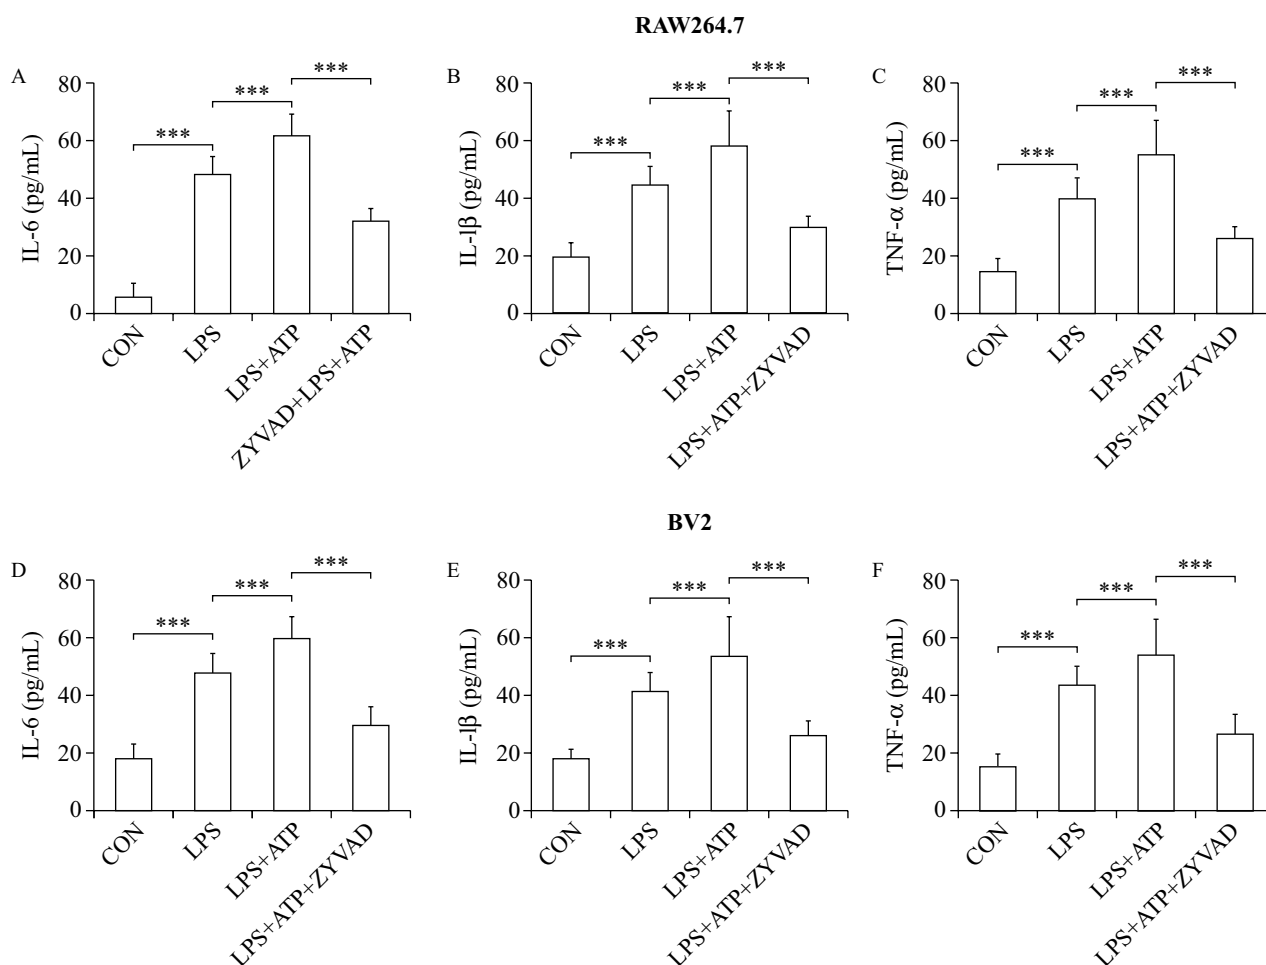 RAW264.7
A
IL-6 (pg/mL)
80
60
40
20
0
***
***
***
CON
LPS
LPS+ATP
ZYVAD+LPS+ATP
B
IL-lβ (pg/mL)
80
60
40
20
0
***
***
***
CON
LPS
LPS+ATP
LPS+ATP+ZYVAD
C
TNF-α (pg/mL)
80
60
40
20
0
***
***
***
CON
LPS
LPS+ATP
LPS+ATP+ZYVAD
BV2
D
IL-6 (pg/mL)
80
60
40
20
0
***
***
***
CON
LPS
LPS+ATP
LPS+ATP+ZYVAD
E
IL-lβ (pg/mL)
80
60
40
20
0
***
***
***
CON
LPS
LPS+ATP
LPS+ATP+ZYVAD
F
TNF-α (pg/mL)
80
60
40
20
0
***
***
***
CON
LPS
LPS+ATP
LPS+ATP+ZYVAD